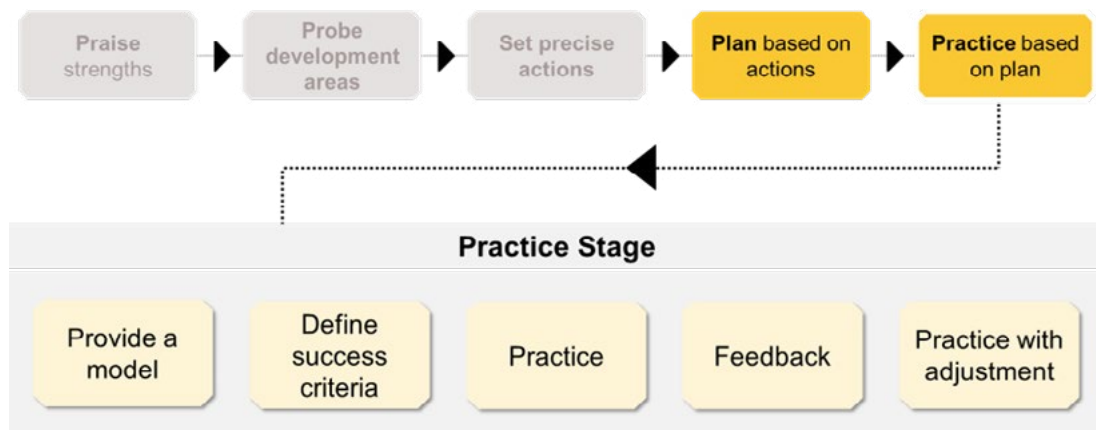 Praise
strengths
Probe
development
areas
Set precise
actions
Plan based on
actions
Practice based
on plan
Practice Stage
Provide a
model
Define
success
criteria
Practice
Feedback
Practice with
adjustment